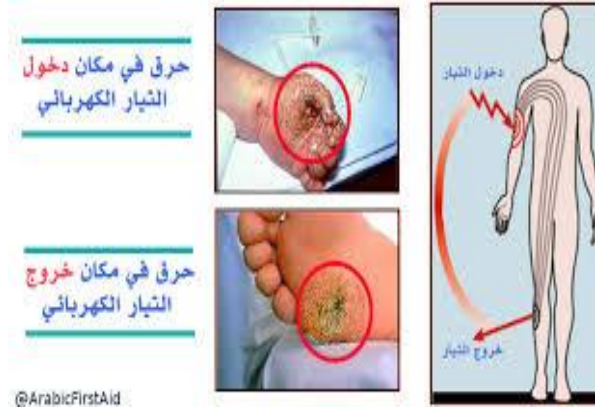 حرق في مكان دخول
التيار الكهربائي
دخول التيار
حرق في مكان خروج
التيار الكهربائي
خروج التيار
@ArabicFirstAid